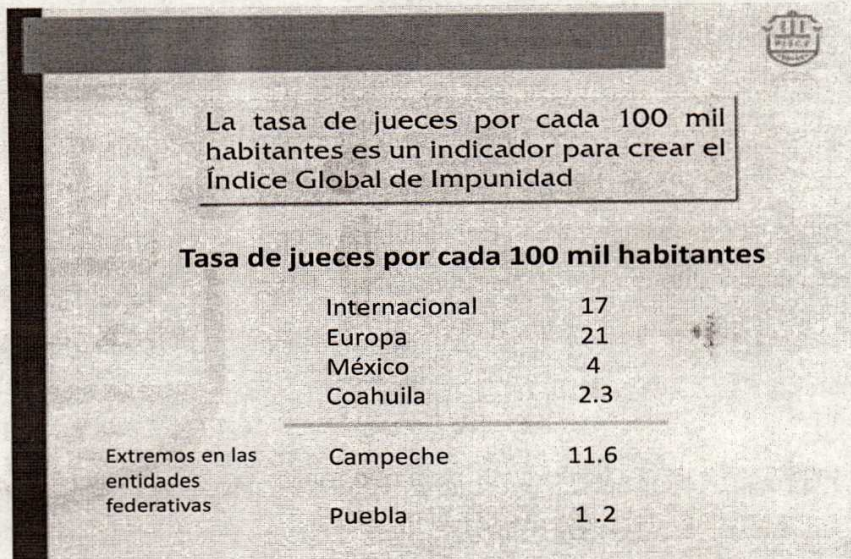 La tasa de jueces por cada 100 mil
habitantes es un indicador para crear el
Índice Global de Impunidad
Tasa de jueces por cada 100 mil habitantes
Internacional 17
Europa 21
México 4
Coahuila 2.3
Extremos en las
entidades
federativas
Campeche 11.6
Puebla 1 .2